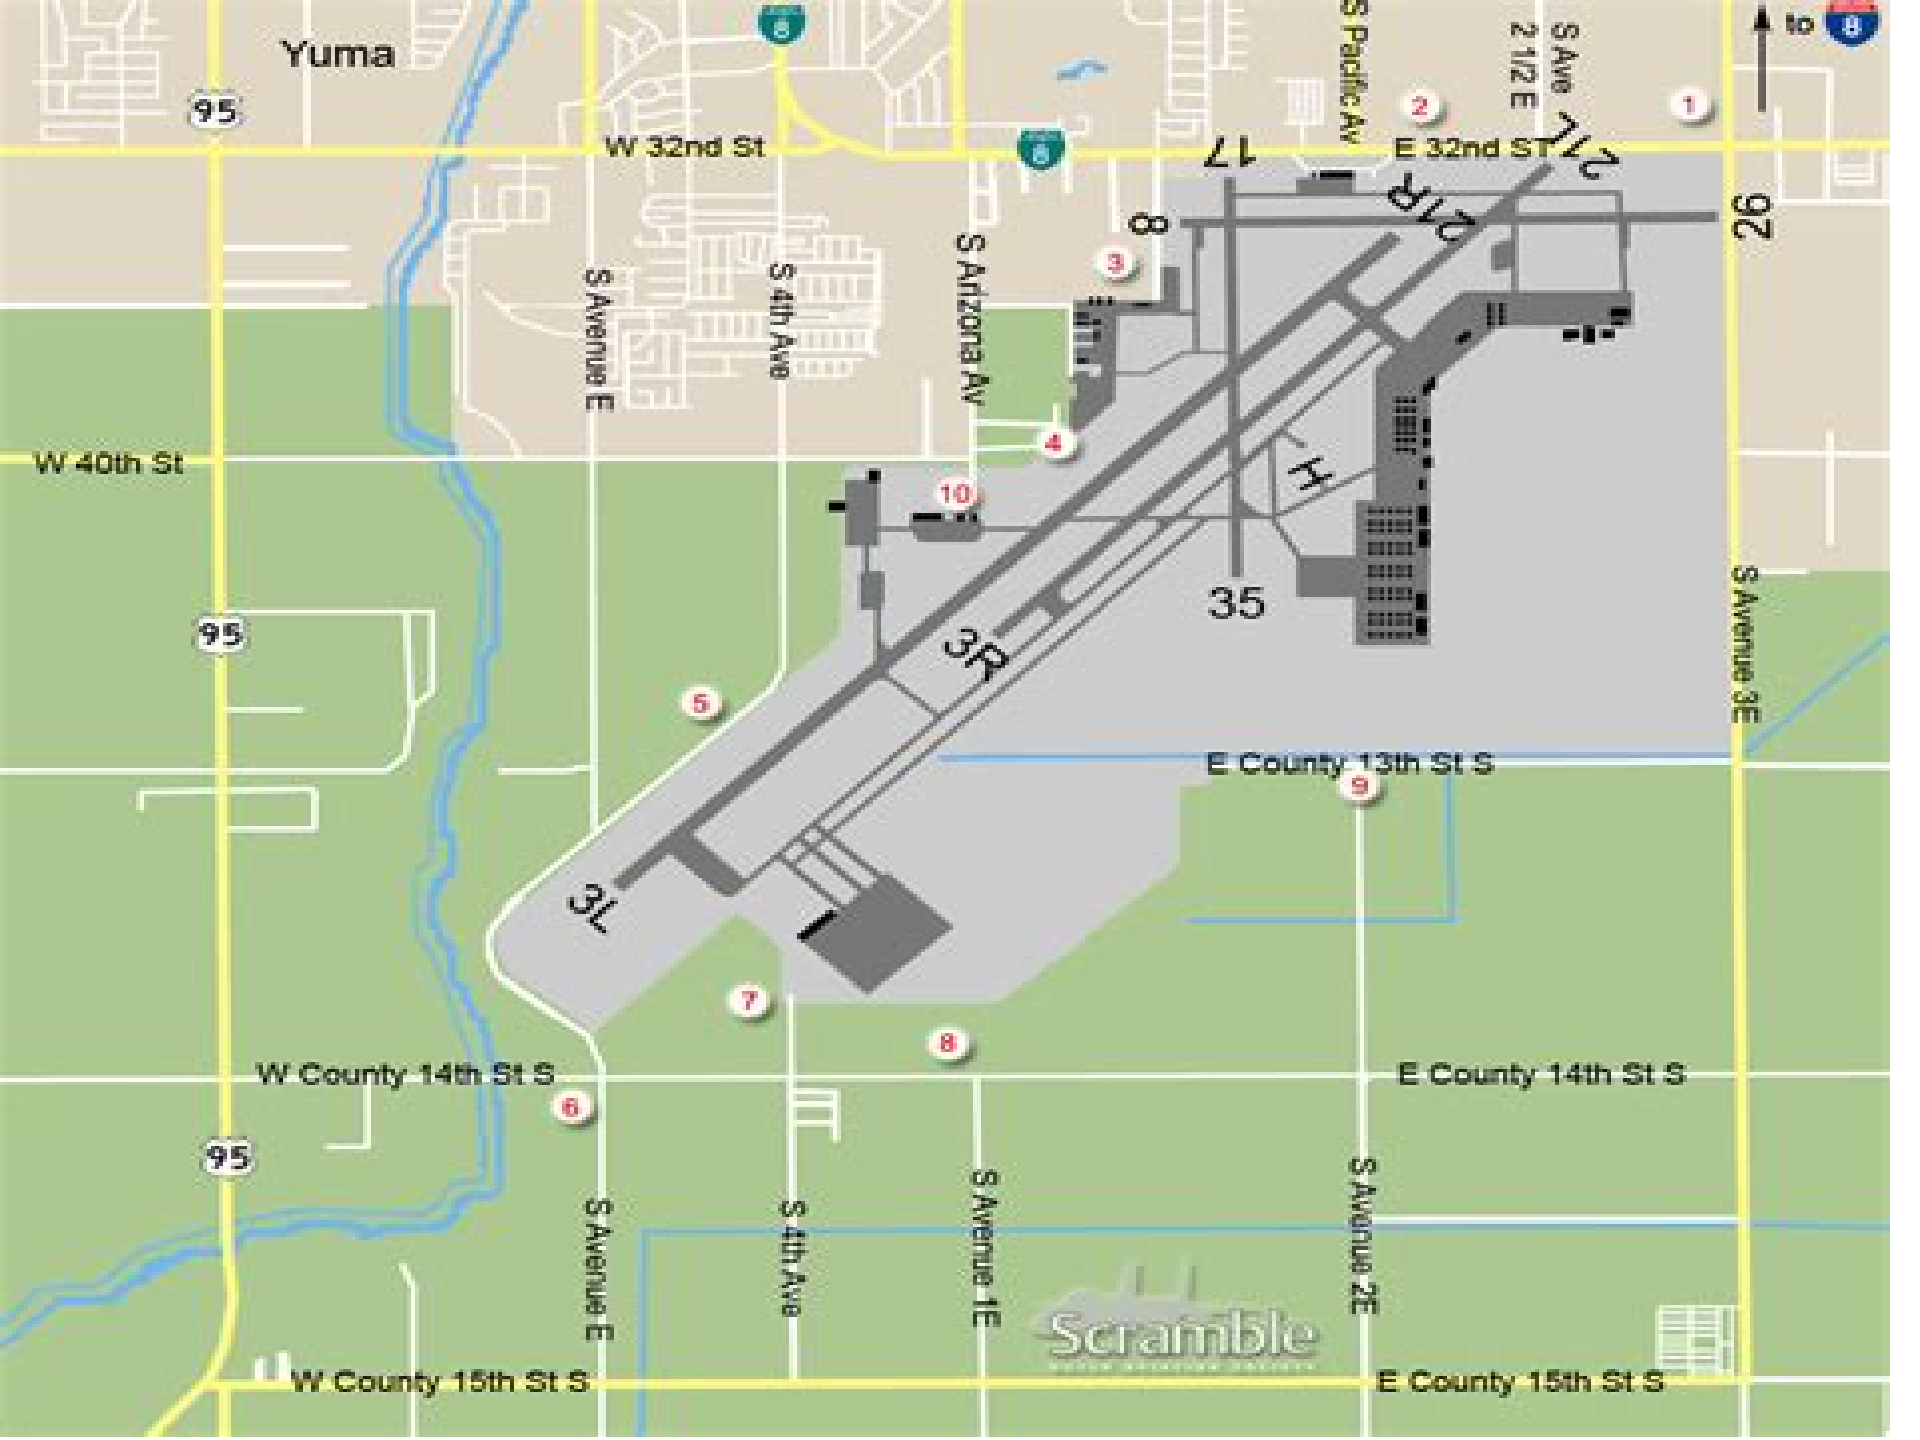 8
S Pacific Av
2 1/2 E
S Ave
to
8
Yuma
95
2
1
W 32nd St
8
E 32nd ST
17
21L
21R
8
26
3
S Avenue E
S 4th Ave
S Arizona Av
4
W 40th St
H
10
35
95
3R
S Avenue 3E
5
E County 13th St S
9
3L
7
8
W County 14th St S
E County 14th St S
6
95
S Avenue E
S 4th Ave
S Avenue 1E
S Avenue 2E
Scramble
W County 15th St S
E County 15th St S